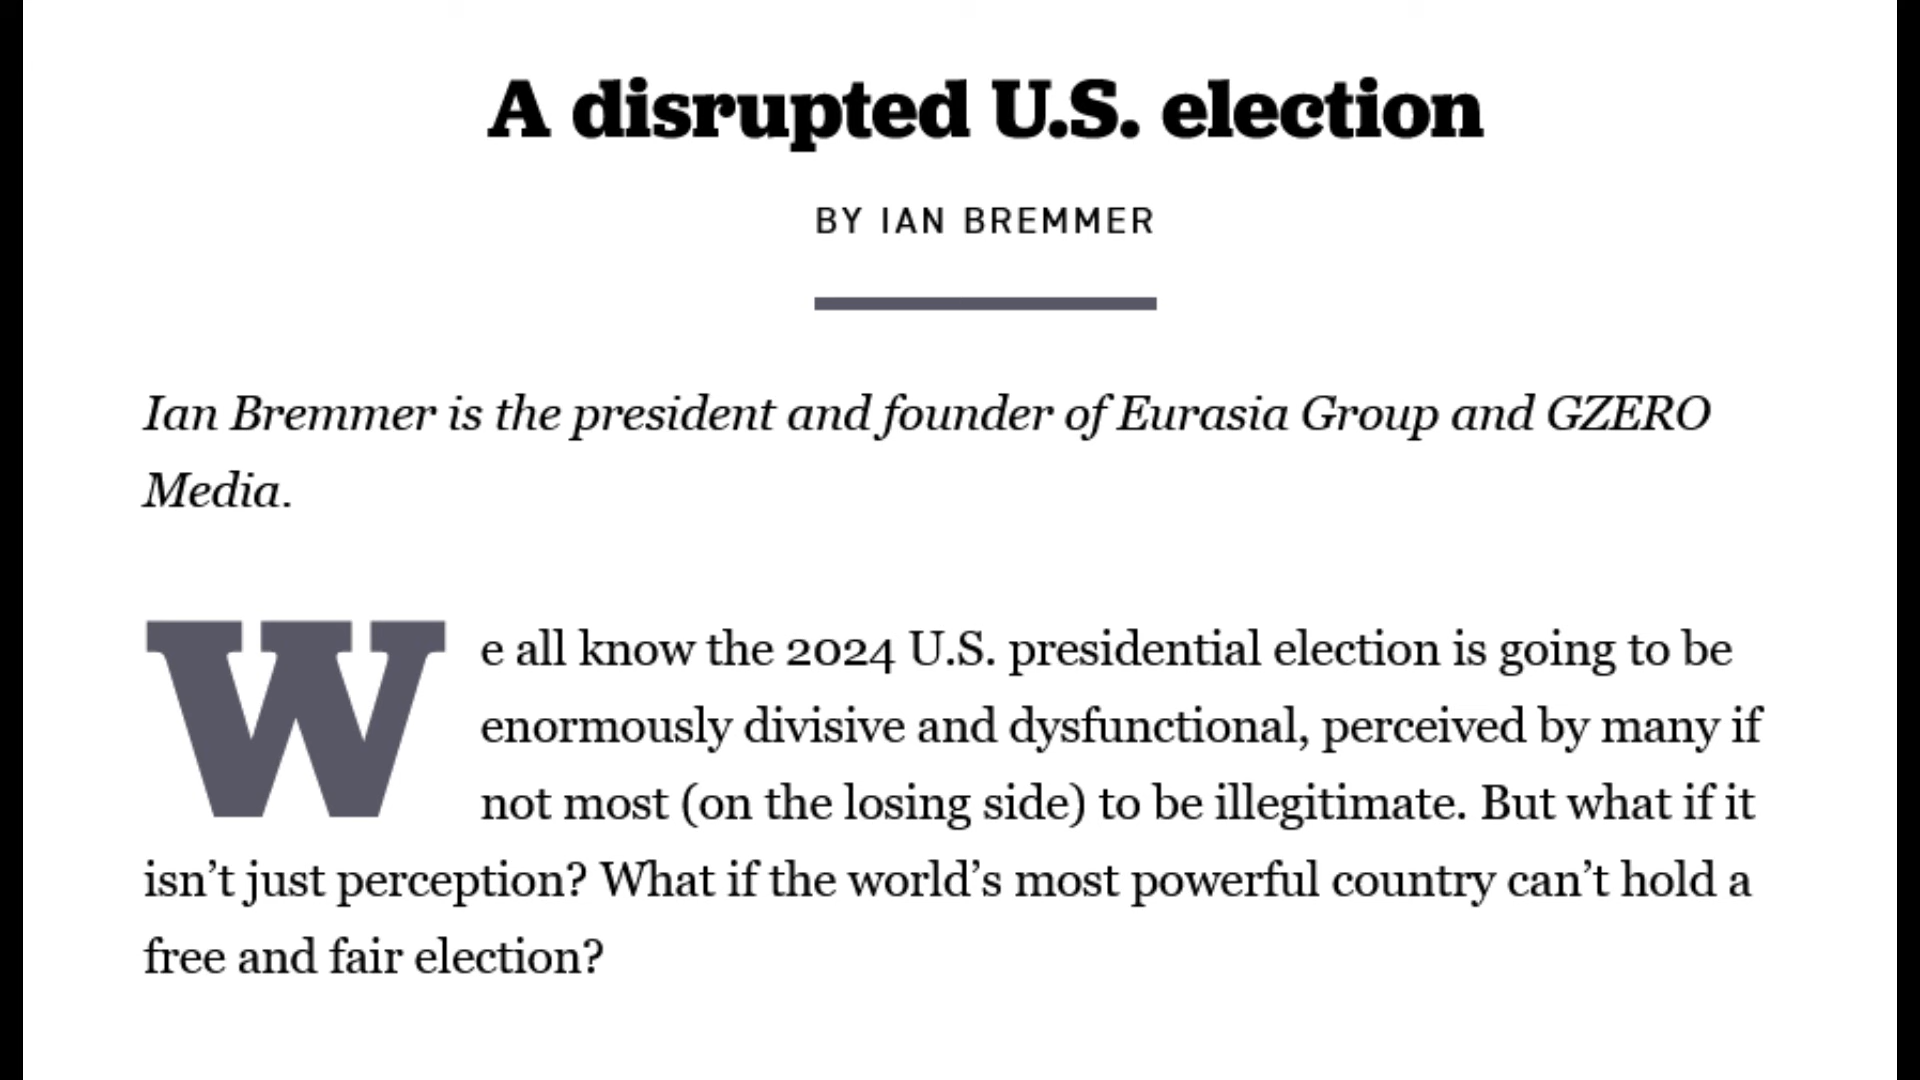 A disrupted U.S. election
BY IAN BREMMER
Ian Bremmer is the president and founder of Eurasia Group and GZERO
Media.
We all know the 2024 U.S. presidential election is going to be
enormously divisive and dysfunctional, perceived by many if
not most (on the losing side) to be illegitimate. But what if it
isn’t just perception? What if the world’s most powerful country can’t hold a
free and fair election?